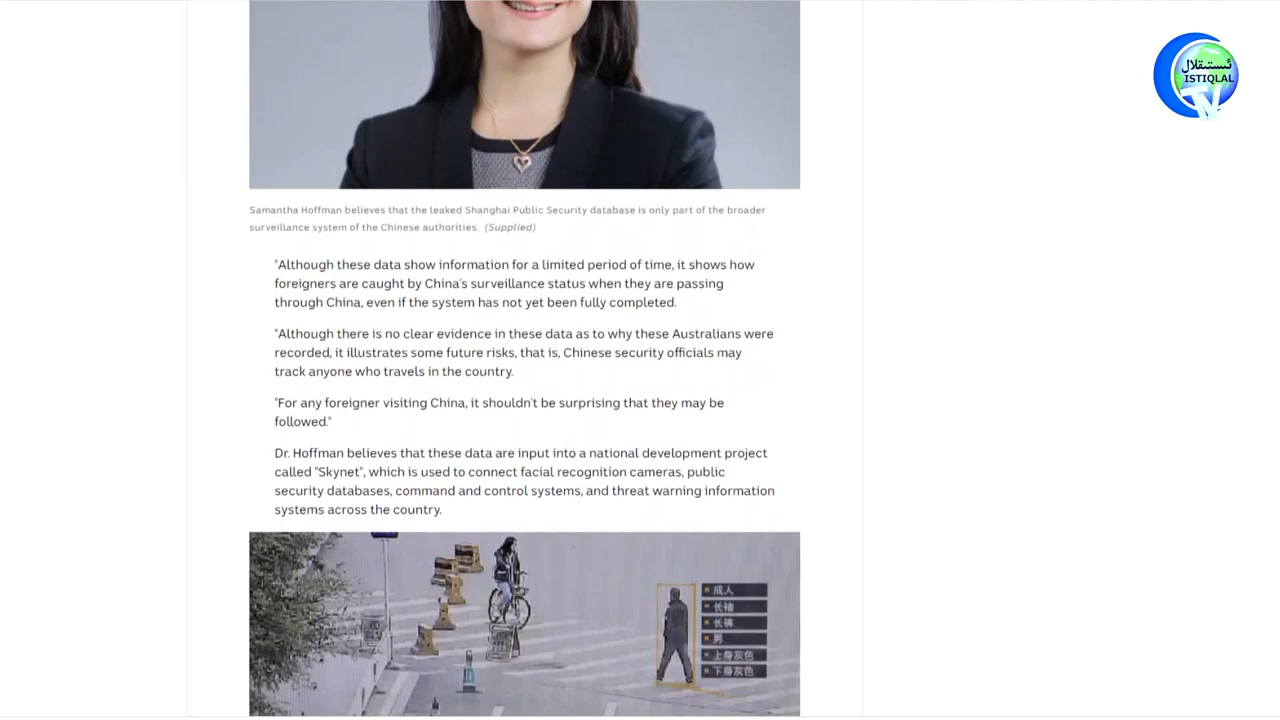 ئىستىقلال
ISTIQLAL
TV
Samantha Hoffman believes that the leaked Shanghai Public Security database is only part of the broader
surveillance system of the Chinese authorities. (Supplied)
"Although these data show information for a limited period of time, it shows how
foreigners are caught by China's surveillance status when they are passing
through China, even if the system has not yet been fully completed.
"Although there is no clear evidence in these data as to why these Australians were
recorded, it illustrates some future risks, that is, Chinese security officials may
track anyone who travels in the country.
"For any foreigner visiting China, it shouldn't be surprising that they may be
followed."
Dr. Hoffman believes that these data are input into a national development project
called "Skynet", which is used to connect facial recognition cameras, public
security databases, command and control systems, and threat warning information
systems across the country.
成人
长袖
长裤
男
上身灰色
下身灰色